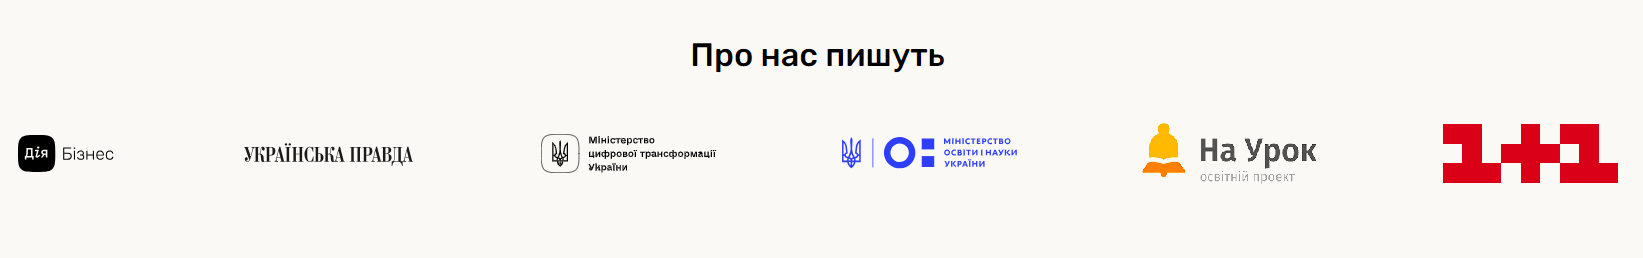 Про нас пишуть
Дія Бізнес
УКРАЇНСЬКА ПРАВДА
Міністерство
цифрової трансформації
України
МІНІСТЕРСТВО
ОСВІТИ І НАУКИ
УКРАЇНИ
На Урок
освітній проект
1+1